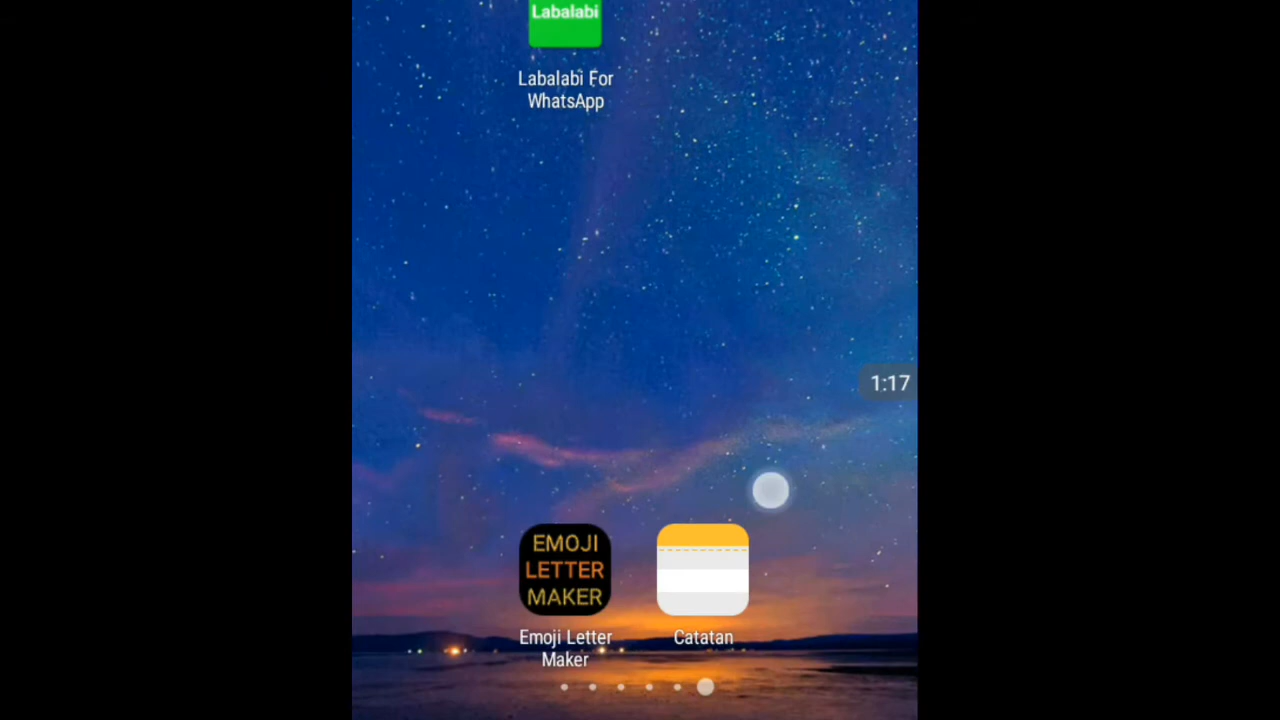 Labalabi
Labalabi For
WhatsApp
1:17
EMOJI
LETTER
MAKER
Emoji Letter
Maker
Catatan